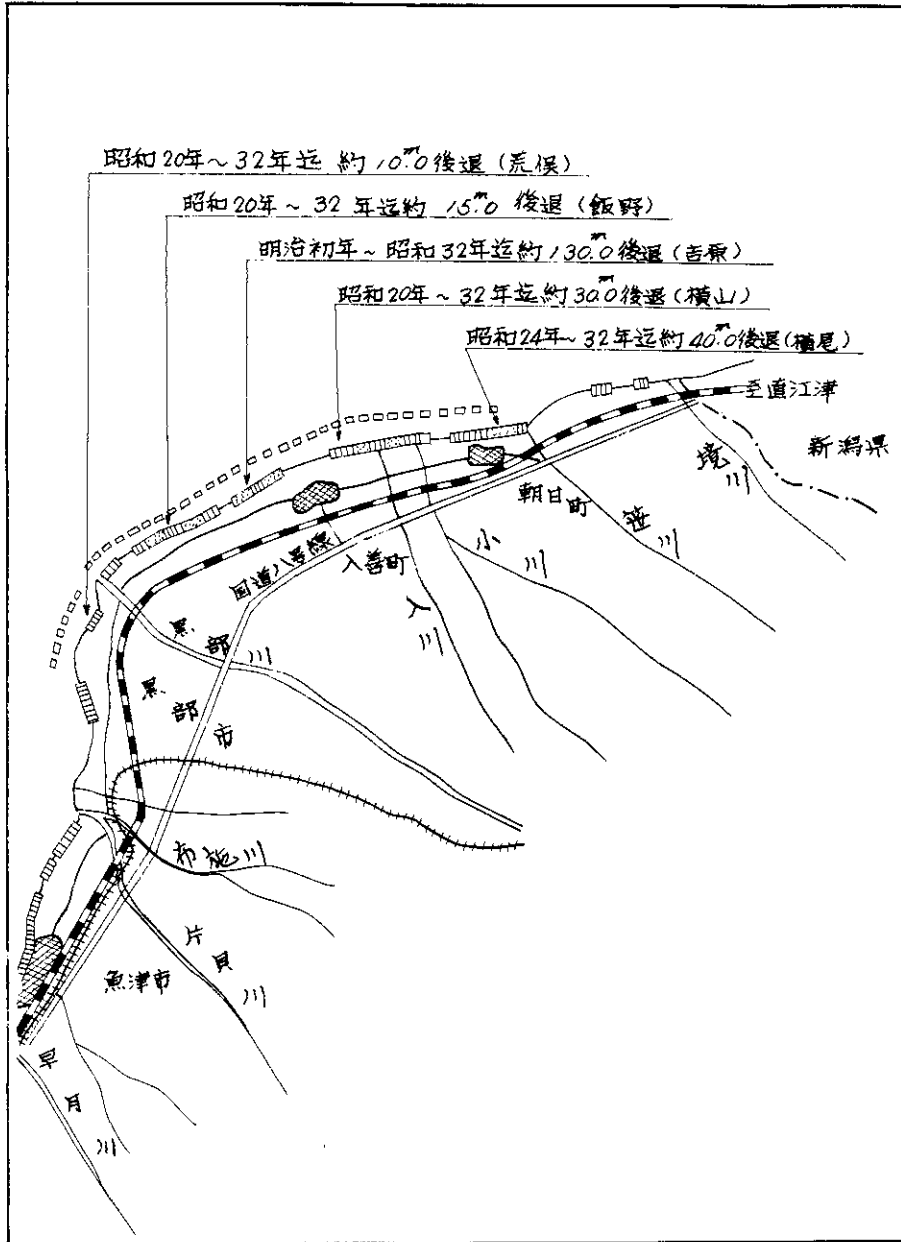 昭和20年~32年迄 約10.0m後退(荒俣)
昭和20年~32年迄約 15.0m 後退(飯野)
明治初年~昭和32年迄約130.0m後退(吉原)
昭和20年~32年迄約30.0m後退(横山)
昭和24年~32年迄約40.0m後退(横尾)
至直江津
新潟県
境川
朝日町
笹川
小川
入善町
入川
国道八号線
黒部川
黒部市
布施川
片貝川
魚津市
早月川